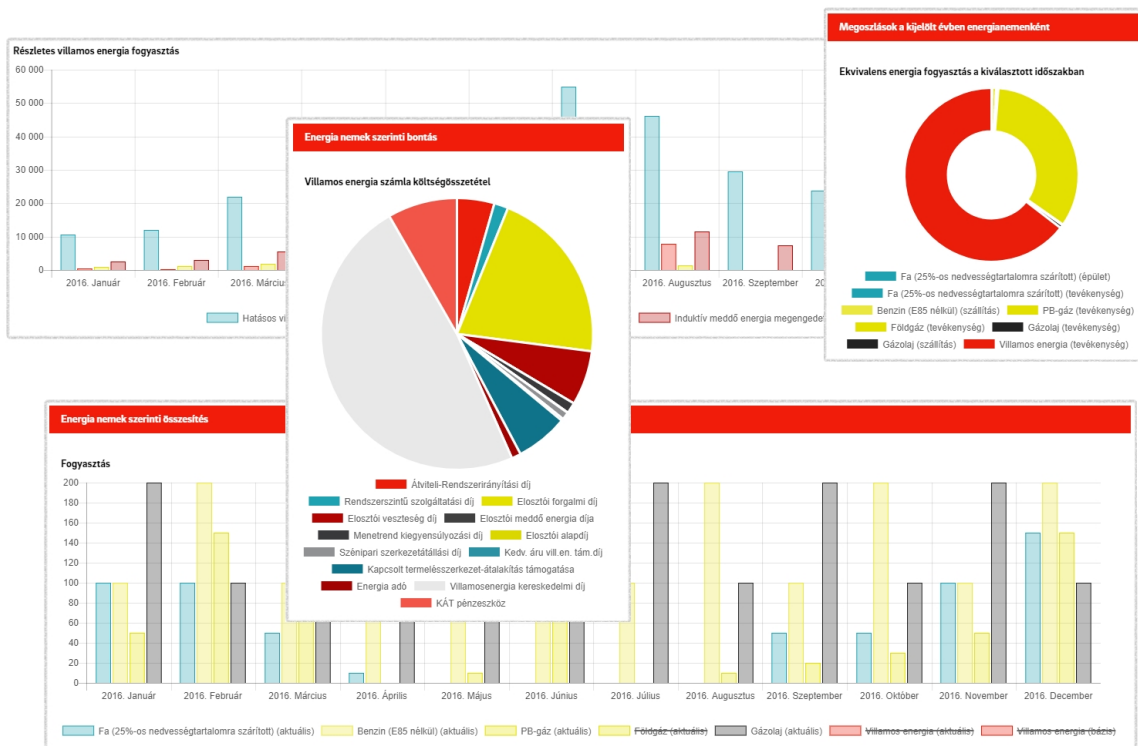 Részletes villamos energia fogyasztás
60 000
50 000
40 000
30 000
20 000
10 000
0
2016. Január
2016. Február
2016. Március
2016. Augusztus
2016. Szeptember
Induktív meddő energia megengedet
Megoszlások a kijelölt évben energianemenként
Ekvivalens energia fogyasztás a kiválasztott időszakban
Fa (25%-os nedvességtartalomra szárított) (épület)
Fa (25%-os nedvességtartalomra szárított) (tevékenység)
Benzin (E85 nélkül) (szállítás) PB-gáz (tevékenység)
Földgáz (tevékenység) Gázolaj (tevékenység)
Gázolaj (szállítás) Villamos energia (tevékenység)
Energia nemek szerinti bontás
Villamos energia számla költségösszetétel
Átviteli-Rendszerirányítási díj
Rendszerszintű szolgáltatási díj Elosztói forgalmi díj
Elosztói veszteség díj Elosztói meddő energia díja
Menetrend kiegyensúlyozási díj Elosztói alapdíj
Szénipari szerkezetátállási díj Kedv. áru vill.en. tám.díj
Kapcsolt termelésszerkezet-átalakítás támogatása
Energia adó Villamosenergia kereskedelmi díj
KÁT pénzeszköz
Energia nemek szerinti összesítés
Fogyasztás
200
180
160
140
120
100
80
60
40
20
0
2016. Január
2016. Február
2016. Március
2016. Április
2016. Május
2016. Június
2016. Július
2016. Augusztus
2016. Szeptember
2016. Október
2016. November
2016. December
Fa (25%-os nedvességtartalomra szárított) (aktuális) Benzin (E85 nélkül) (aktuális) PB-gáz (aktuális) Földgáz (aktuális) Gázolaj (aktuális) Villamos energia (aktuális) Villamos energia (bázis)